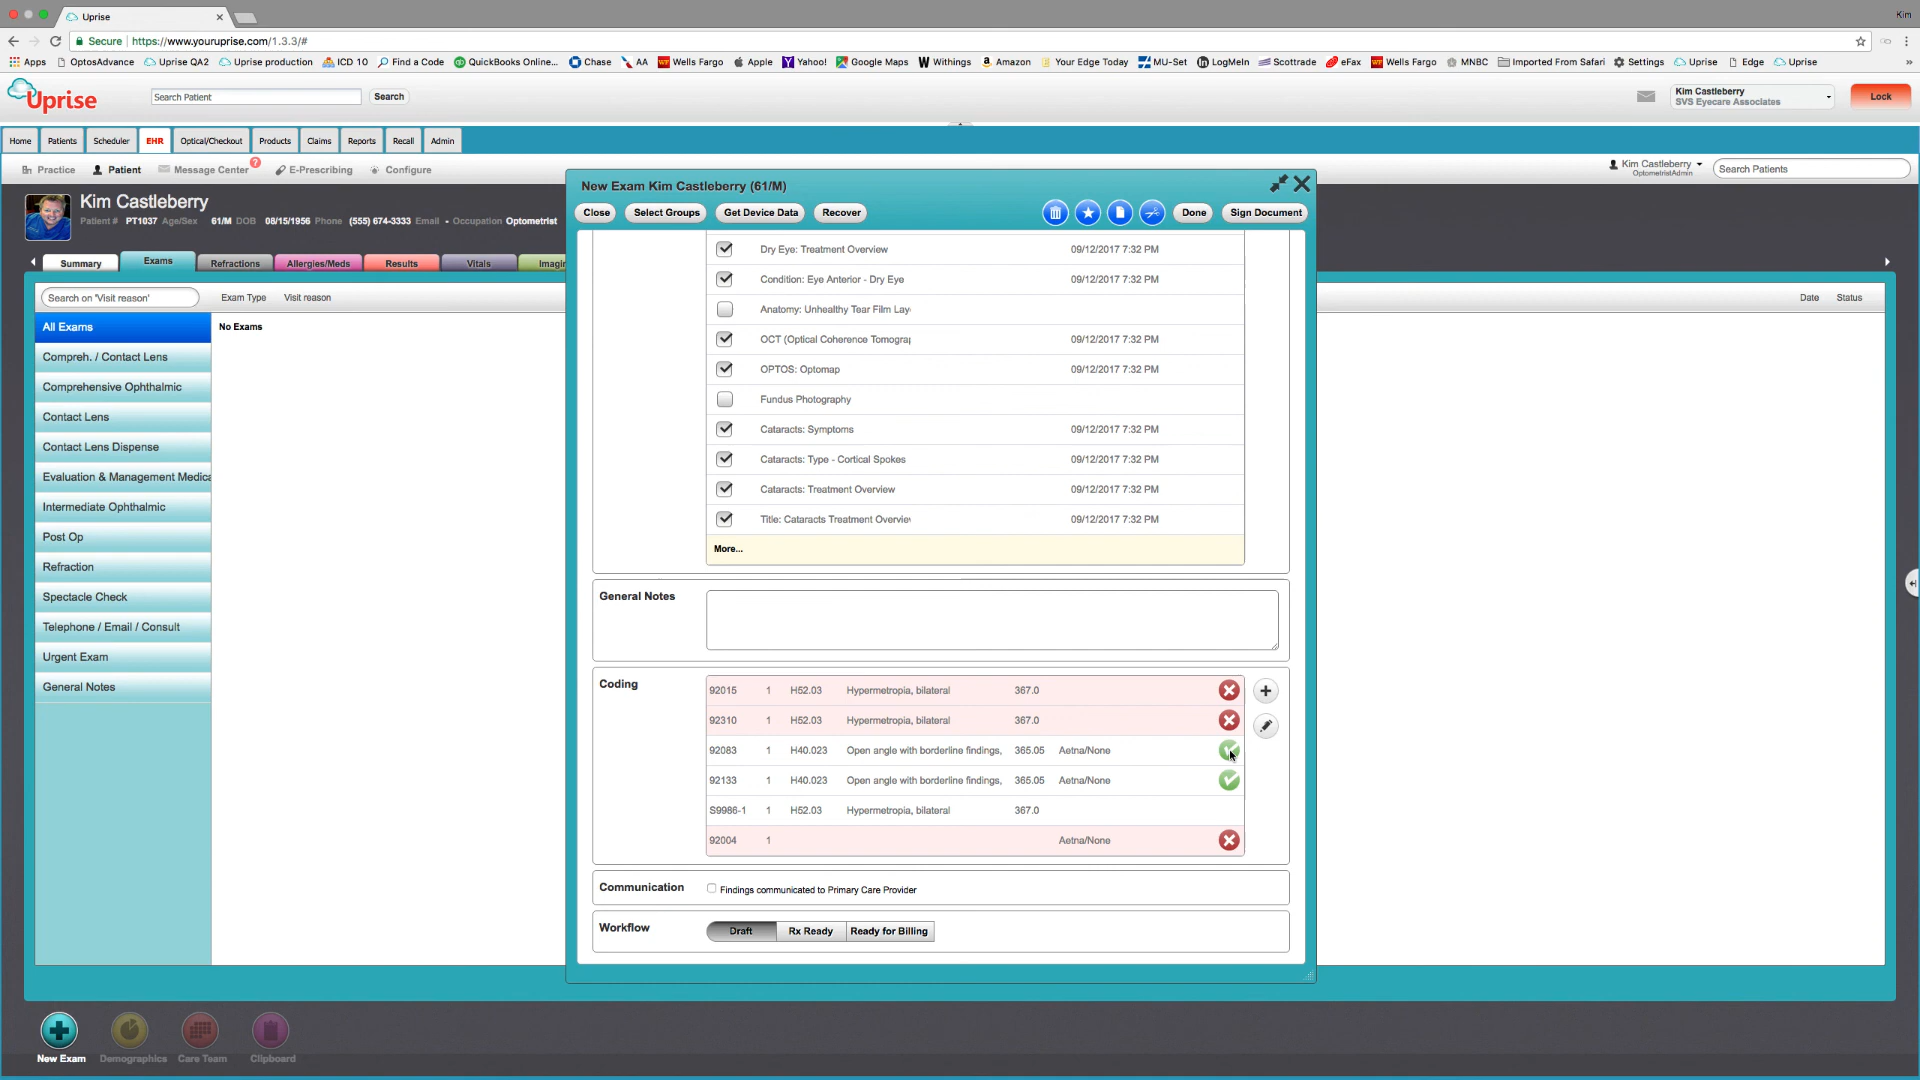 Uprise
Kim
Secure https://www.youruprise.com/1.3.3/#
Apps OptosAdvance Uprise QA2 Uprise production ICD 10 Find a Code QuickBooks Online... Chase AA Wells Fargo Apple Yahoo! Google Maps Withings Amazon Your Edge Today MU-Set LogMeIn Scottrade eFax Wells Fargo MNBC Imported From Safari Settings Uprise Edge Uprise »
Uprise Search Patient Search
Kim Castleberry
SVS Eyecare Associates
Lock
Home Patients Scheduler EHR Optical/Checkout Products Claims Reports Recall Admin
Practice Patient Message Center ? E-Prescribing Configure
Kim Castleberry
OptometristAdmin
Search Patients
Kim Castleberry
Patient # PT1037 Age/Sex 61/M DOB 08/15/1956 Phone (555) 674-3333 Email - Occupation Optometrist
Summary Exams Refractions Allergies/Meds Results Vitals Imagin
Search on "Visit reason' Exam Type Visit reason Date Status
All Exams
No Exams
Compreh. / Contact Lens
Comprehensive Ophthalmic
Contact Lens
Contact Lens Dispense
Evaluation & Management Medica
Intermediate Ophthalmic
Post Op
Refraction
Spectacle Check
Telephone / Email / Consult
Urgent Exam
General Notes
New Exam Kim Castleberry (61/M)
Close Select Groups Get Device Data Recover Done Sign Document
Dry Eye: Treatment Overview 09/12/2017 7:32 PM
Condition: Eye Anterior - Dry Eye 09/12/2017 7:32 PM
Anatomy: Unhealthy Tear Film Lay
OCT (Optical Coherence Tomograp 09/12/2017 7:32 PM
OPTOS: Optomap 09/12/2017 7:32 PM
Fundus Photography
Cataracts: Symptoms 09/12/2017 7:32 PM
Cataracts: Type - Cortical Spokes 09/12/2017 7:32 PM
Cataracts: Treatment Overview 09/12/2017 7:32 PM
Title: Cataracts Treatment Overvie 09/12/2017 7:32 PM
More...
General Notes
Coding
92015 1 H52.03 Hypermetropia, bilateral 367.0
92310 1 H52.03 Hypermetropia, bilateral 367.0
92083 1 H40.023 Open angle with borderline findings, 365.05 Aetna/None
92133 1 H40.023 Open angle with borderline findings, 365.05 Aetna/None
S9986-1 1 H52.03 Hypermetropia, bilateral 367.0
92004 1 Aetna/None
Communication Findings communicated to Primary Care Provider
Workflow Draft Rx Ready Ready for Billing
New Exam Demographics Care Team Clipboard